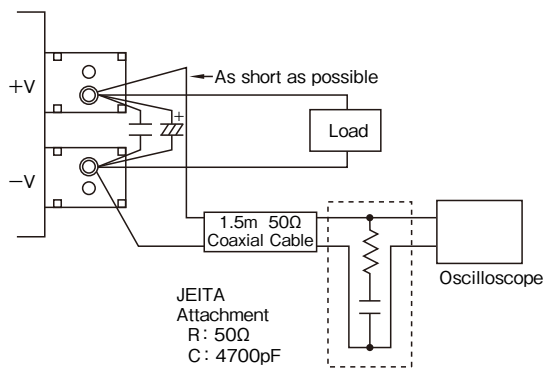 +V
As short as possible
+
Load
−V
1.5m 50Ω
Coaxial Cable
Oscilloscope
JEITA
Attachment
R: 50Ω
C: 4700pF